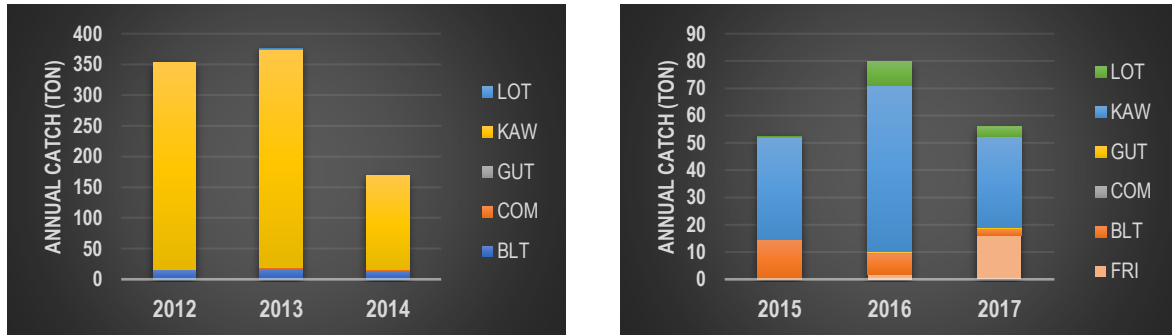 ANNUAL CATCH (TON)
400
350
300
250
200
150
100
50
0
2012 2013 2014
LOT
KAW
GUT
COM
BLT
ANNUAL CATCH (TON)
90
80
70
60
50
40
30
20
10
0
2015 2016 2017
LOT
KAW
GUT
COM
BLT
FRI